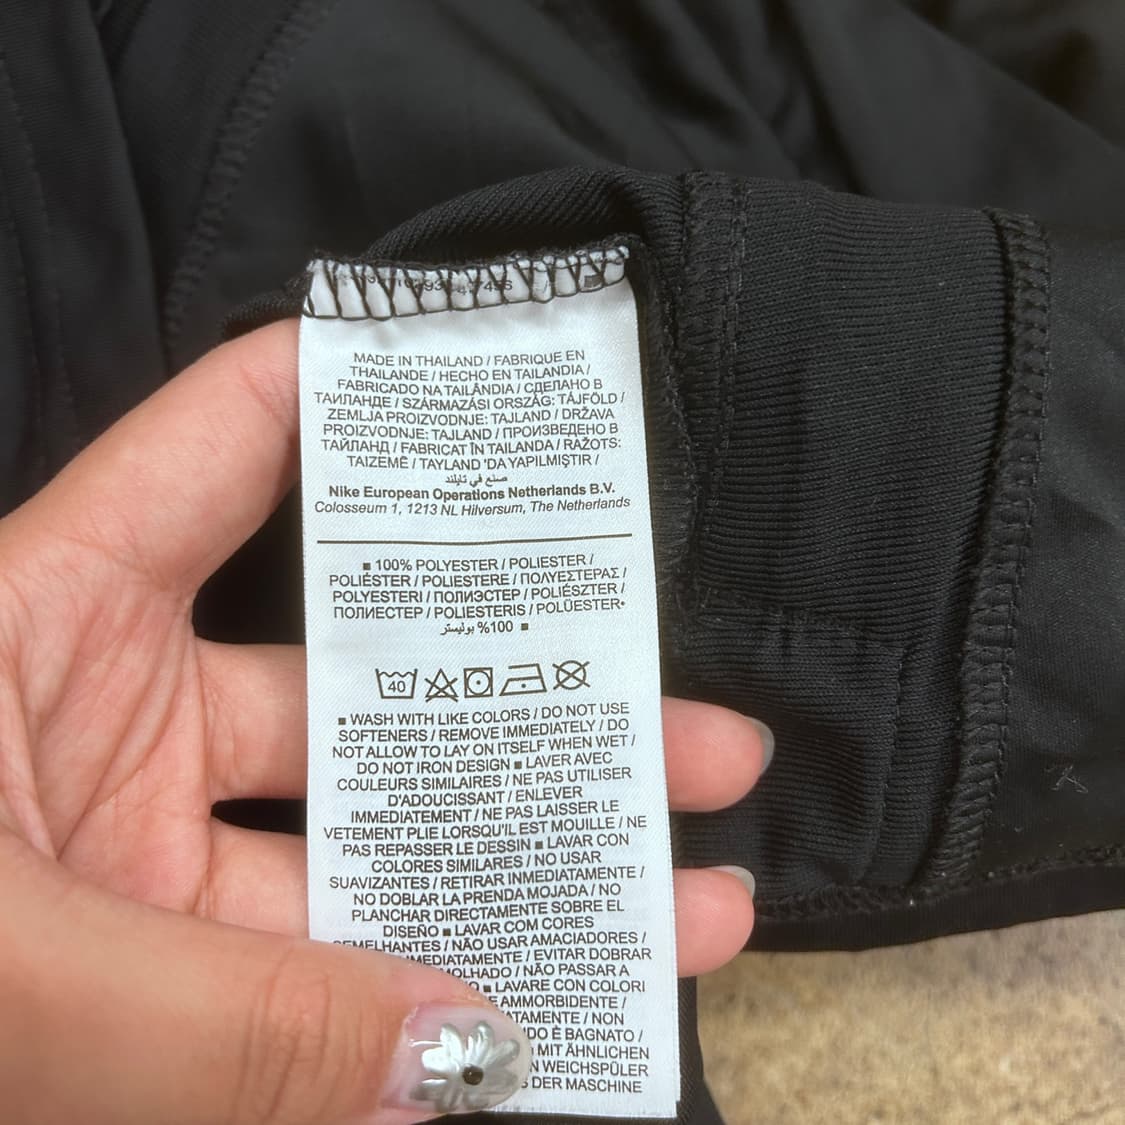 MADE IN THAILAND / FABRIQUE EN
THAILANDE / HECHO EN TAILANDIA /
FABRICADO NA TAILÂNDIA / СДЕЛАНО В
ТАИЛАНДЕ / SZÁRMAZÁSI ORSZÁG: TÁJFÖLD /
ZEMLJA PROIZVODNJE: TAJLAND / DRŽAVA
PROIZVODNJE: TAJLAND / ПРОИЗВЕДЕНО В
ТАЙЛАНД / FABRICAT ÎN TAILANDA / RAŽOTS:
TAIZEMĒ / TAYLAND 'DA YAPILMIŞTIR /
صنع في تايلند
Nike European Operations Netherlands B.V.
Colosseum 1, 1213 NL Hilversum, The Netherlands
■ 100% POLYESTER / POLIESTER /
POLIÉSTER / POLIESTERE / ΠΟΛΥΕΣΤΕΡΑΣ /
POLYESTERI / ПОЛИЭСТЕР / POLIÉSZTER /
ПОЛИЕСТЕР / POLIESTERIS / POLÜESTER•
■ 100% بوليستر
40
■ WASH WITH LIKE COLORS / DO NOT USE
SOFTENERS / REMOVE IMMEDIATELY / DO
NOT ALLOW TO LAY ON ITSELF WHEN WET /
DO NOT IRON DESIGN ■ LAVER AVEC
COULEURS SIMILAIRES / NE PAS UTILISER
D'ADOUCISSANT / ENLEVER
IMMEDIATEMENT / NE PAS LAISSER LE
VETEMENT PLIE LORSQU'IL EST MOUILLE / NE
PAS REPASSER LE DESSIN ■ LAVAR CON
COLORES SIMILARES / NO USAR
SUAVIZANTES / RETIRAR INMEDIATAMENTE /
NO DOBLAR LA PRENDA MOJADA / NO
PLANCHAR DIRECTAMENTE SOBRE EL
DISEÑO ■ LAVAR COM CORES
SEMELHANTES / NÃO USAR AMACIADORES /
MEDIATAMENTE / EVITAR DOBRAR
MOLHADO / NÃO PASSAR A
■ LAVARE CON COLORI
AMMORBIDENTE /
TAMENTE / NON
DO È BAGNATO /
MIT ÄHNLICHEN
WEICHSPÜLER
DER MASCHINE